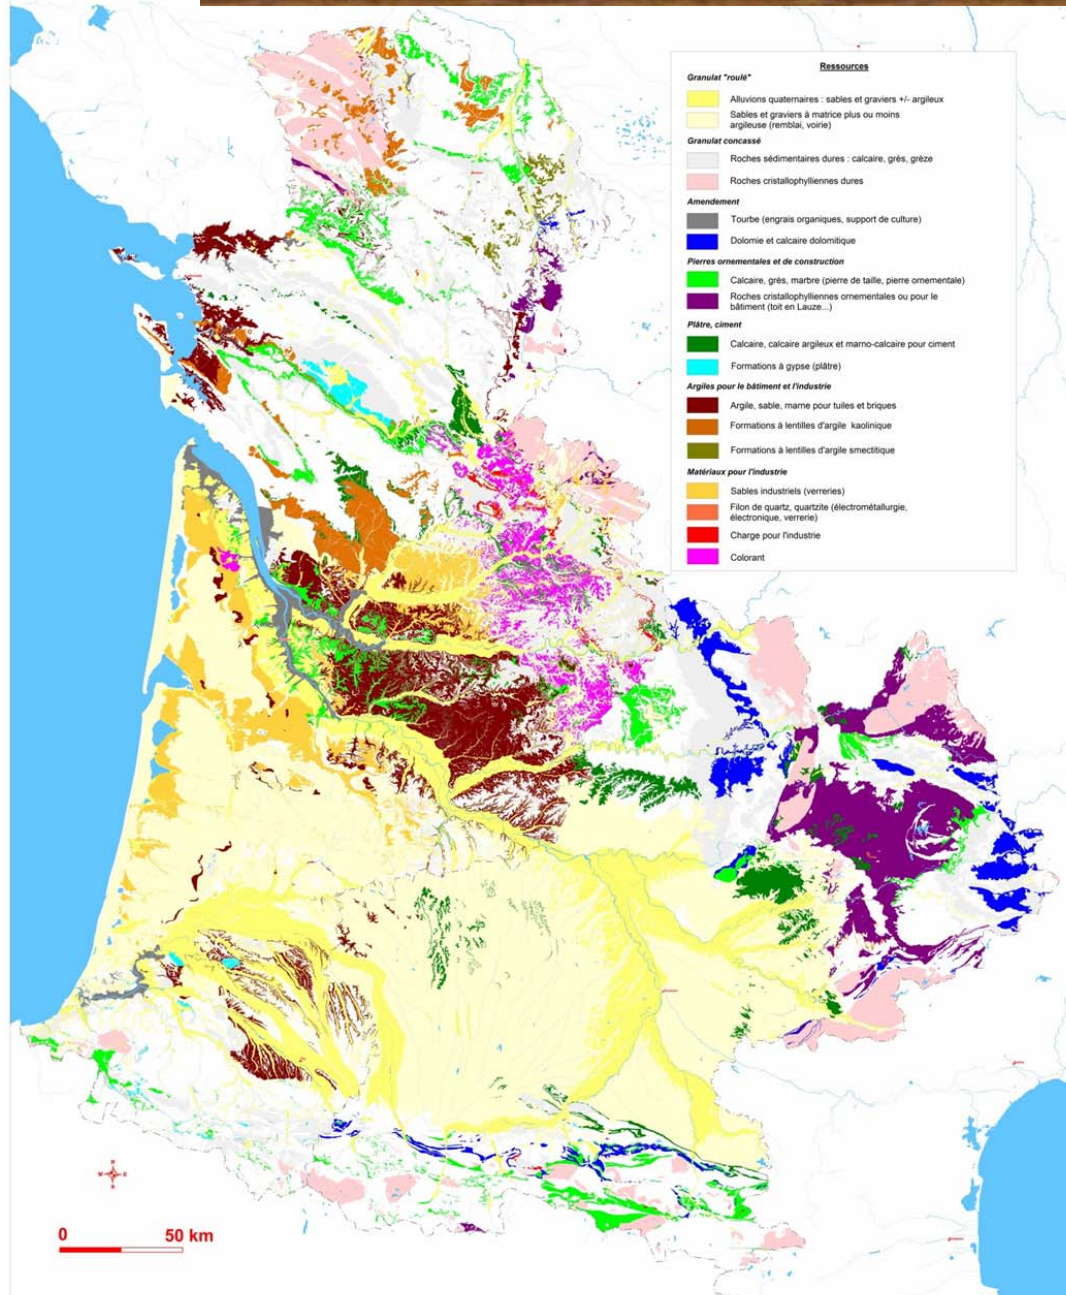 Ressources
Granulat "roulé"
Alluvions quaternaires : sables et graviers +/- argileux
Sables et graviers à matrice plus ou moins
argileuse (remblai, voirie)
Granulat concassé
Roches sédimentaires dures : calcaire, grès, grèze
Roches cristallophylliennes dures
Amendement
Tourbe (engrais organiques, support de culture)
Dolomie et calcaire dolomitique
Pierres ornementales et de construction
Calcaire, grès, marbre (pierre de taille, pierre ornementale)
Roches cristallophylliennes ornementales ou pour le
bâtiment (toit en Lauze...)
Plâtre, ciment
Calcaire, calcaire argileux et marno-calcaire pour ciment
Formations à gypse (plâtre)
Argiles pour le bâtiment et l'industrie
Argile, sable, marne pour tuiles et briques
Formations à lentilles d'argile kaolinique
Formations à lentilles d'argile smectitique
Matériaux pour l'industrie
Sables industriels (verreries)
Filon de quartz, quartzite (électrométallurgie,
électronique, verrerie)
Charge pour l'industrie
Colorant
N
W E
S
0 50 km